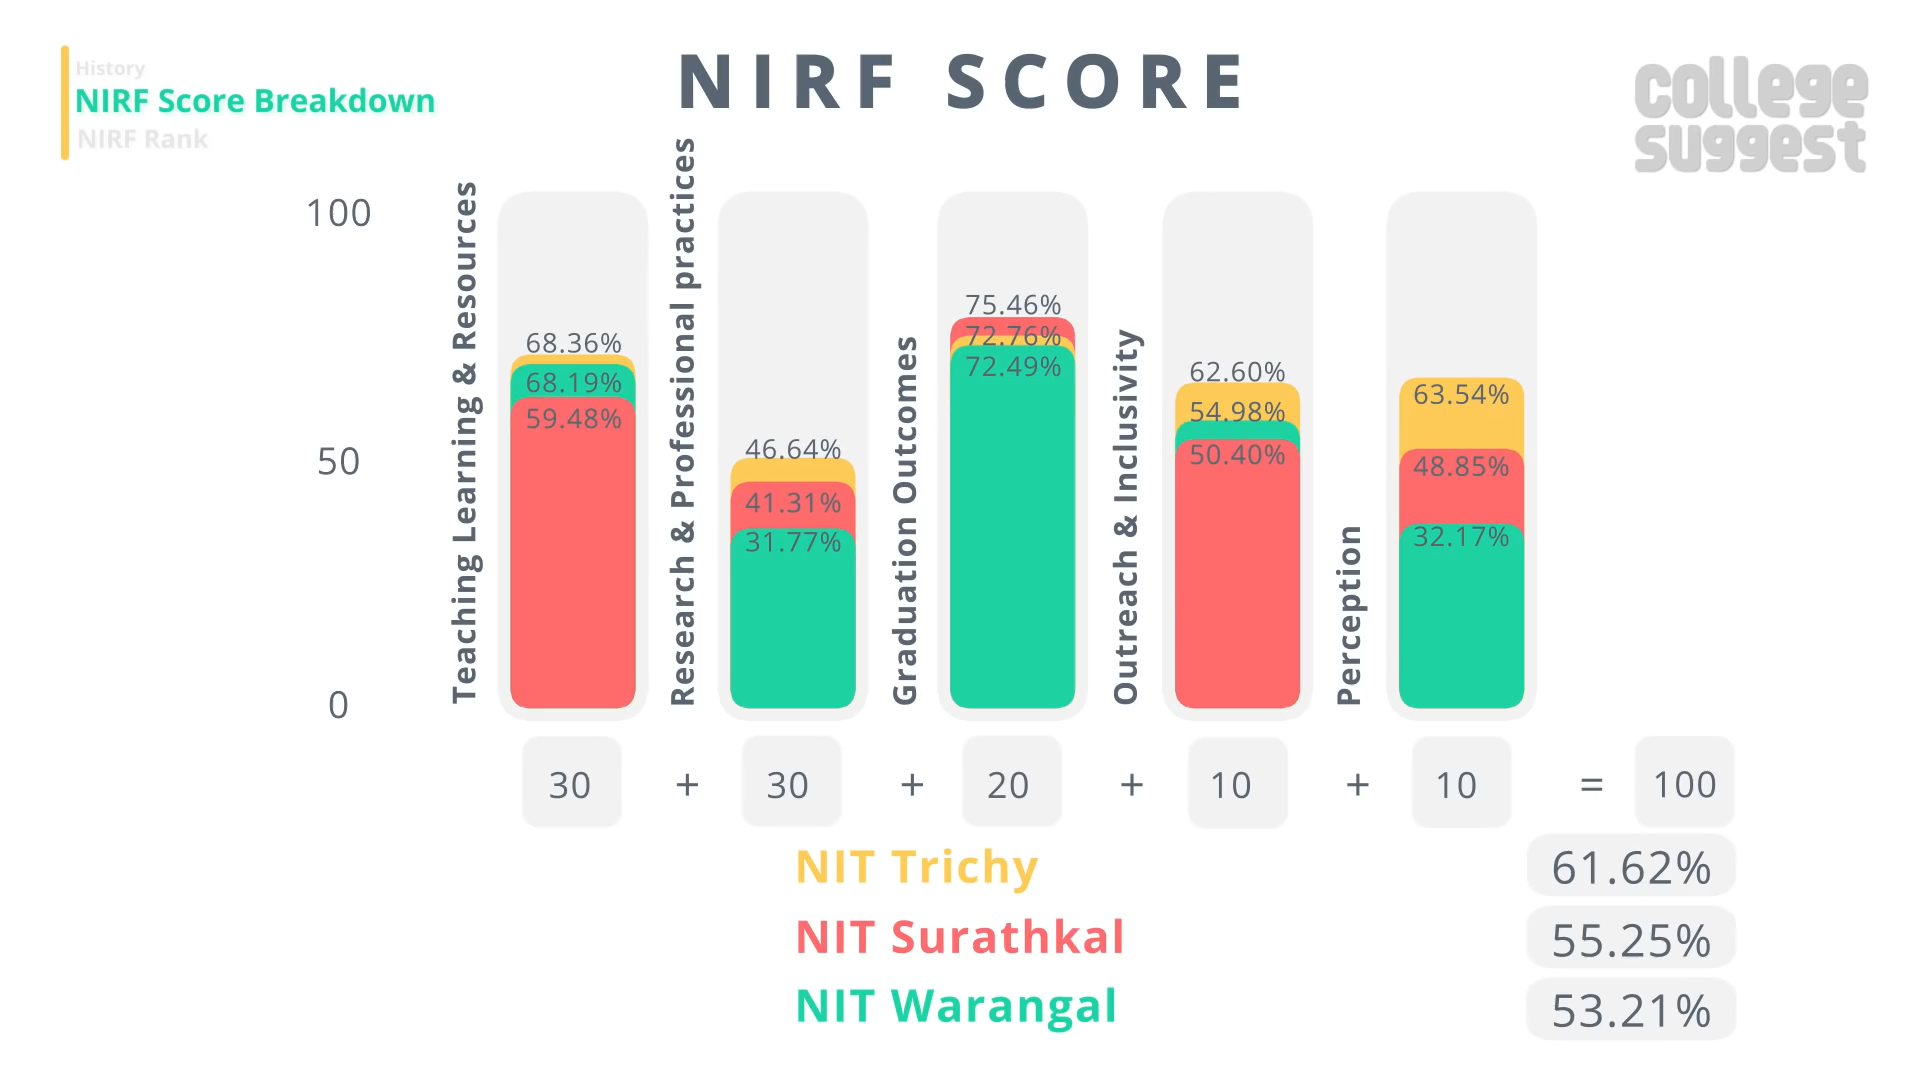 History
NIRF Score Breakdown
NIRF Rank
NIRF SCORE
college
suggest
100
50
0
Teaching Learning & Resources
68.36%
68.19%
59.48%
Research & Professional practices
46.64%
41.31%
31.77%
Graduation Outcomes
75.46%
72.76%
72.49%
Outreach & Inclusivity
62.60%
54.98%
50.40%
Perception
63.54%
48.85%
32.17%
30 + 30 + 20 + 10 + 10 = 100
NIT Trichy 61.62%
NIT Surathkal 55.25%
NIT Warangal 53.21%